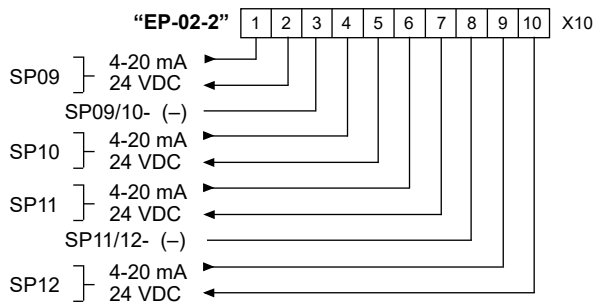 "EP-02-2" 1 2 3 4 5 6 7 8 9 10 X10
SP09 4-20 mA
24 VDC
SP09/10- (–)
SP10 4-20 mA
24 VDC
SP11 4-20 mA
24 VDC
SP11/12- (–)
SP12 4-20 mA
24 VDC